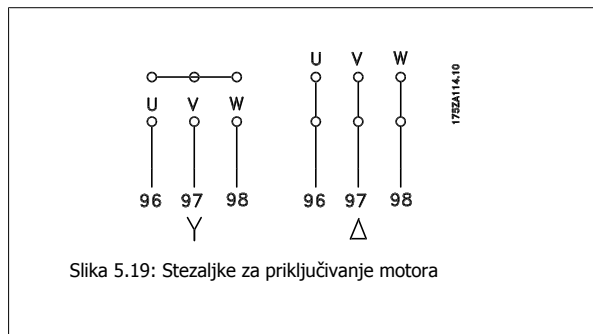 U V W
U V W
175ZA114.10
96 97 98
96 97 98
Y
Δ
Slika 5.19: Stezaljke za priključivanje motora